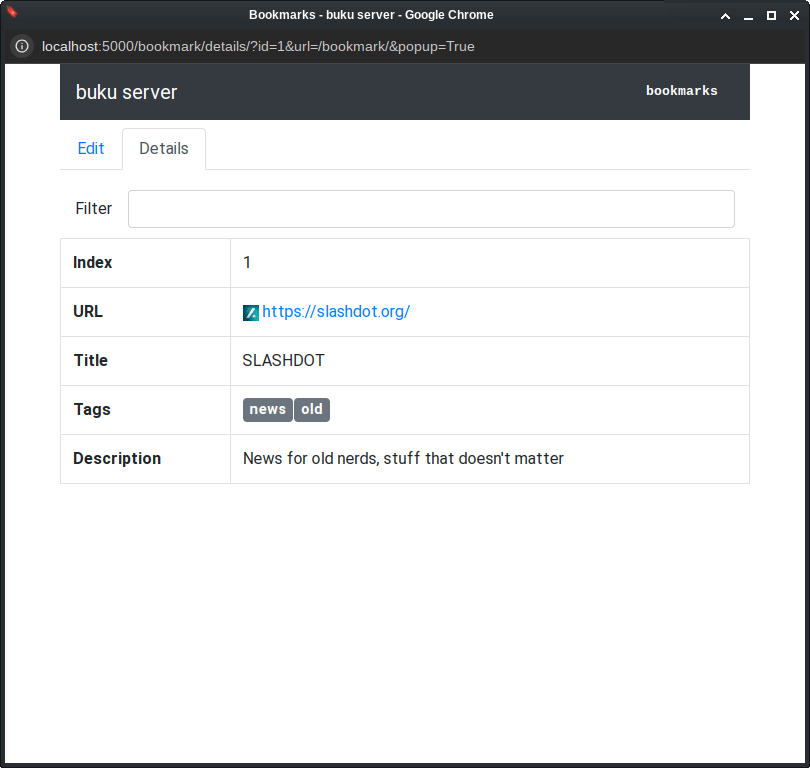 Bookmarks - buku server - Google Chrome
localhost:5000/bookmark/details/?id=1&url=/bookmark/&popup=True
buku server bookmarks
Edit Details
Filter
Index 1
URL https://slashdot.org/
Title SLASHDOT
Tags news old
Description News for old nerds, stuff that doesn't matter